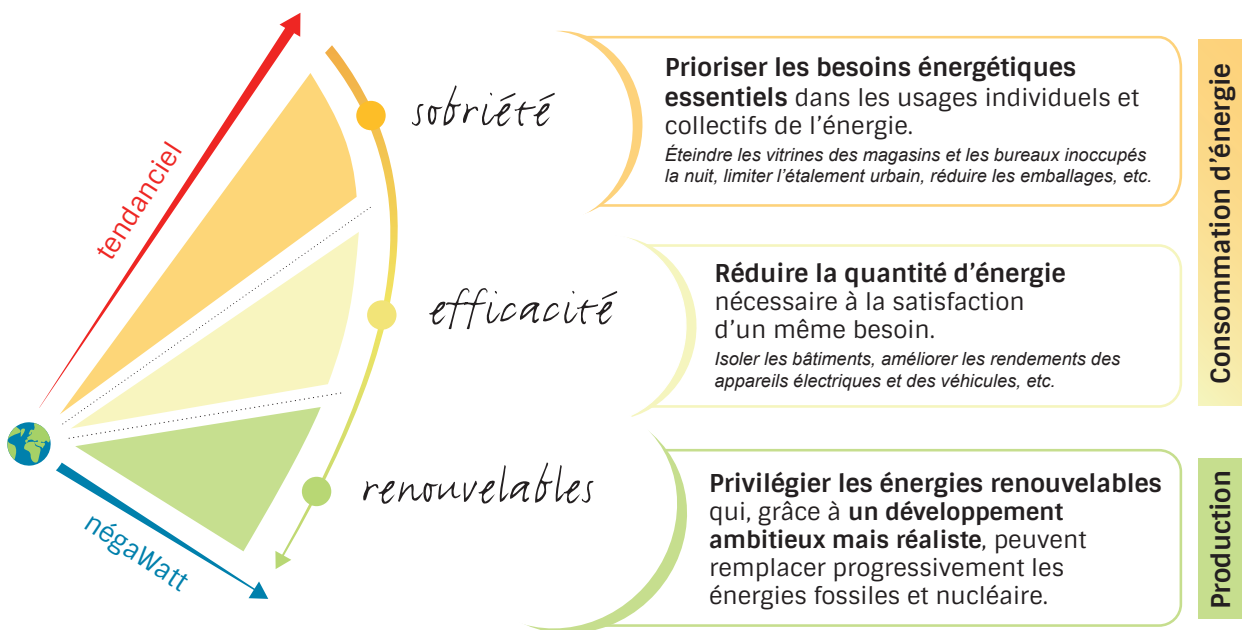 tendanciel
négaWatt
sobriété
Prioriser les besoins énergétiques
essentiels dans les usages individuels et
collectifs de l'énergie.
Éteindre les vitrines des magasins et les bureaux inoccupés
la nuit, limiter l'étalement urbain, réduire les emballages, etc.
efficacité
Réduire la quantité d'énergie
nécessaire à la satisfaction
d'un même besoin.
Isoler les bâtiments, améliorer les rendements des
appareils électriques et des véhicules, etc.
Consommation d'énergie
renouvelables
Privilégier les énergies renouvelables
qui, grâce à un développement
ambitieux mais réaliste, peuvent
remplacer progressivement les
énergies fossiles et nucléaire.
Production